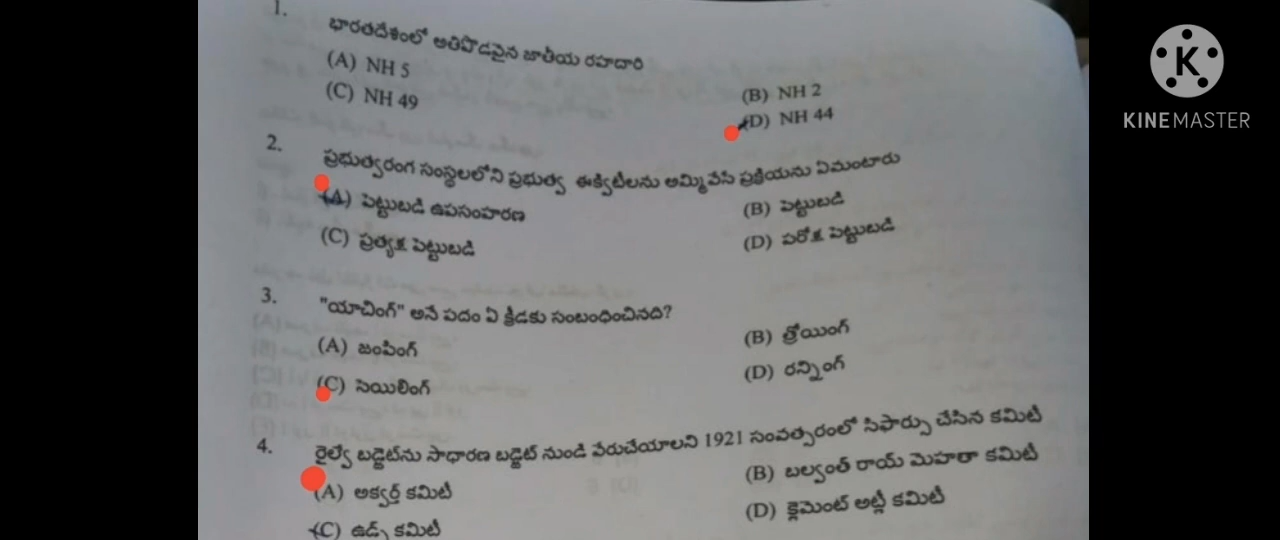 1. భారతదేశంలో అతిపొడవైన జాతీయ రహదారి
(A) NH 5
(B) NH 2
(C) NH 49
(D) NH 44
2. ప్రభుత్వరంగ సంస్థలలోని ప్రభుత్వ ఈక్విటీలను అమ్మివేసే ప్రక్రియను ఏమంటారు
(A) పెట్టుబడి ఉపసంహరణ
(B) పెట్టుబడి
(C) ప్రత్యక్ష పెట్టుబడి
(D) పరోక్ష పెట్టుబడి
3. "యాచింగ్" అనే పదం ఏ క్రీడకు సంబంధించినది?
(A) జంపింగ్
(B) త్రోయింగ్
(C) సెయిలింగ్
(D) రన్నింగ్
4. రైల్వే బడ్జెట్‌ను సాధారణ బడ్జెట్ నుండి వేరుచేయాలని 1921 సంవత్సరంలో సిఫార్సు చేసిన కమిటీ
(A) అక్వర్త్ కమిటీ
(B) బల్వంత్ రాయ్ మెహతా కమిటీ
(C) ఉడ్స్ కమిటీ
(D) క్లెమెంట్ అట్లీ కమిటీ
K
KINEMASTER